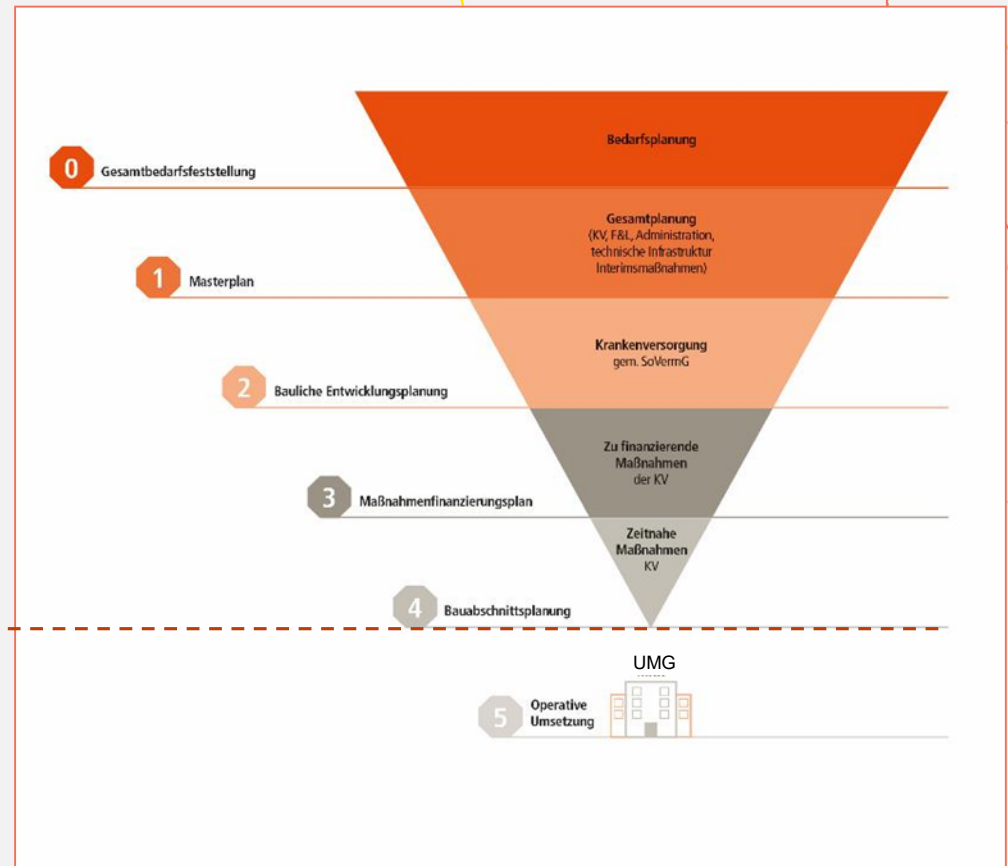 Bedarfsplanung
0
Gesamtbedarfsfeststellung
Gesamtplanung
(KV, F&L, Administration,
technische Infrastruktur
Interimsmaßnahmen)
1
Masterplan
Krankenversorgung
gem. SoVermG
2
Bauliche Entwicklungsplanung
Zu finanzierende
Maßnahmen
der KV
3
Maßnahmenfinanzierungsplan
Zeitnahe
Maßnahmen
KV
4
Bauabschnittsplanung
UMG
5
Operative
Umsetzung